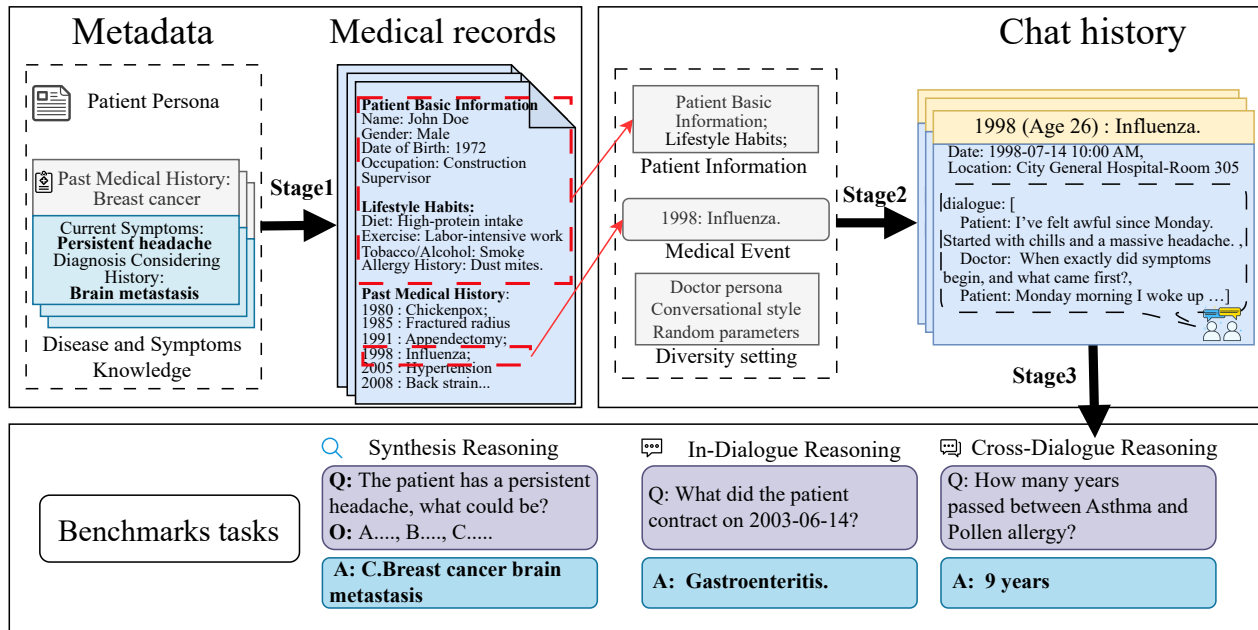 Metadata
Patient Persona
Past Medical History:
Breast cancer
Current Symptoms:
Persistent headache
Diagnosis Considering
History:
Brain metastasis
Disease and Symptoms
Knowledge
Stage1
Medical records
Patient Basic Information
Name: John Doe
Gender: Male
Date of Birth: 1972
Occupation: Construction
Supervisor
Lifestyle Habits:
Diet: High-protein intake
Exercise: Labor-intensive work
Tobacco/Alcohol: Smoke
Allergy History: Dust mites.
Past Medical History:
1980 : Chickenpox;
1985 : Fractured radius
1991 : Appendectomy;
1998 : Influenza;
2005 : Hypertension
2008 : Back strain...
Chat history
Patient Basic
Information;
Lifestyle Habits;
Patient Information
1998: Influenza.
Medical Event
Doctor persona
Conversational style
Random parameters
Diversity setting
Stage2
1998 (Age 26) : Influenza.
Date: 1998-07-14 10:00 AM,
Location: City General Hospital-Room 305
dialogue: [
Patient: I've felt awful since Monday.
Started with chills and a massive headache. ,
Doctor: When exactly did symptoms
begin, and what came first?,
Patient: Monday morning I woke up …]
Stage3
Benchmarks tasks
Synthesis Reasoning
Q: The patient has a persistent
headache, what could be?
O: A...., B...., C.....
A: C.Breast cancer brain
metastasis
In-Dialogue Reasoning
Q: What did the patient
contract on 2003-06-14?
A: Gastroenteritis.
Cross-Dialogue Reasoning
Q: How many years
passed between Asthma and
Pollen allergy?
A: 9 years